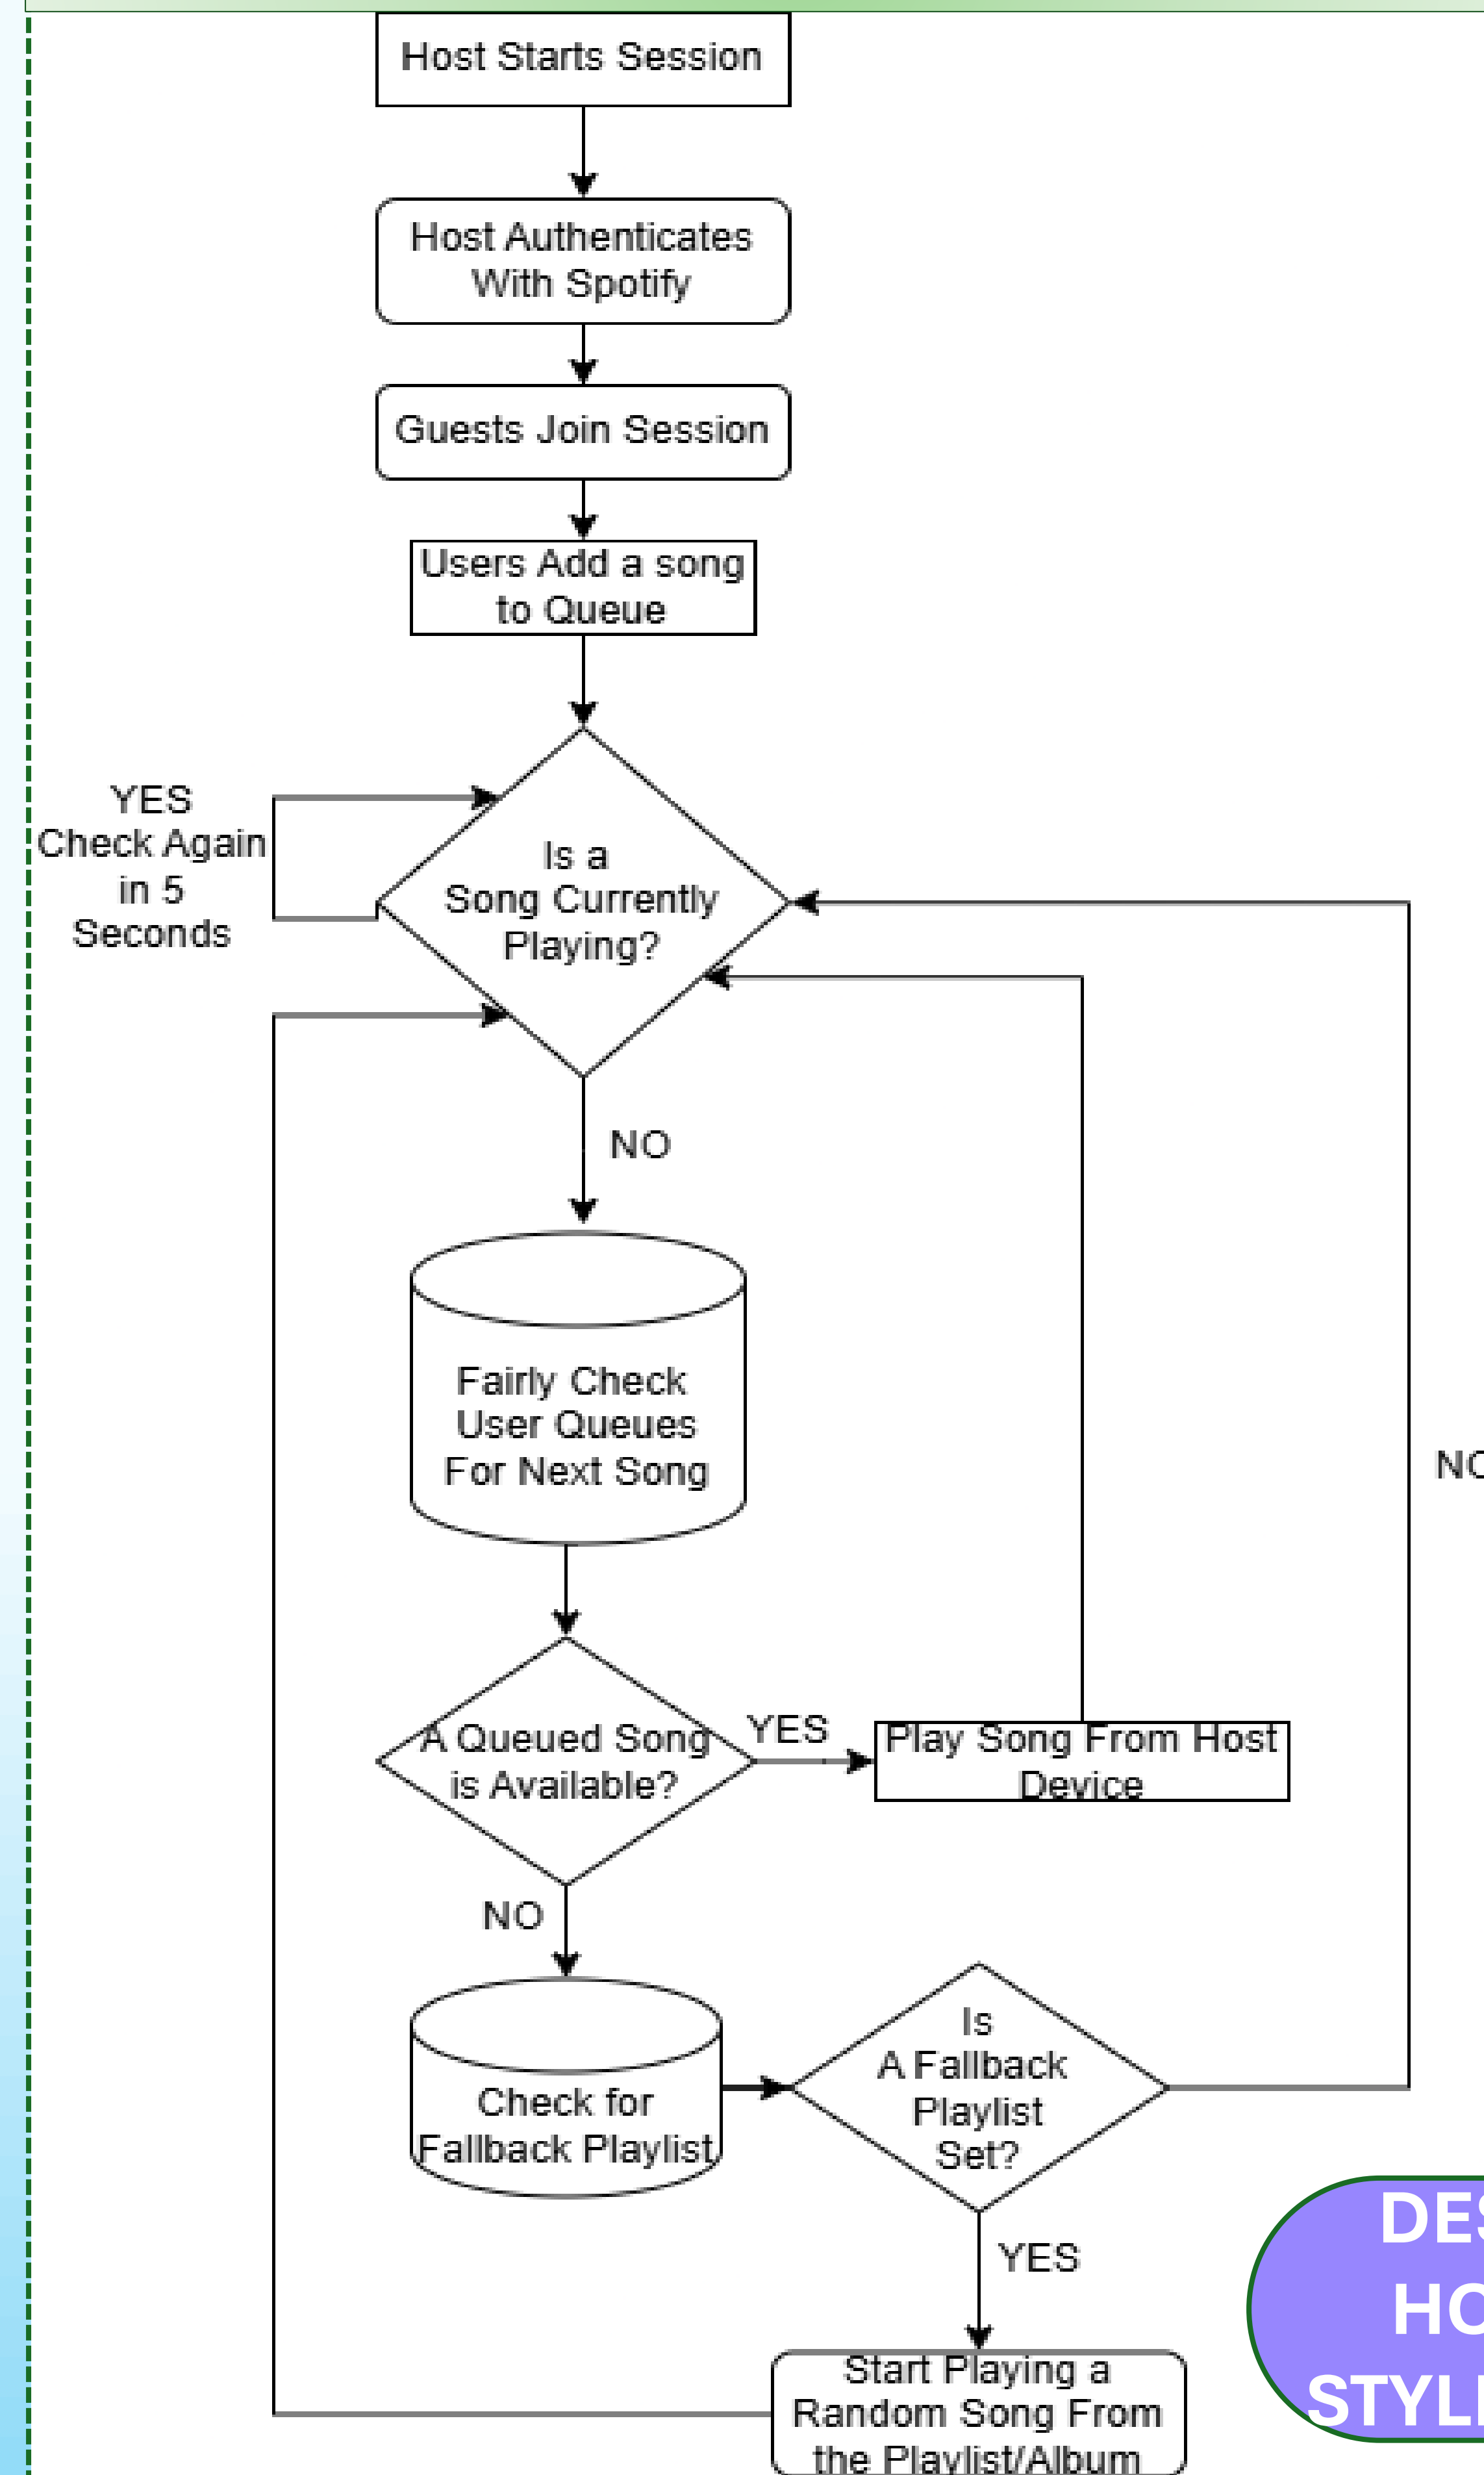 Host Starts Session
Host Authenticates
With Spotify
Guests Join Session
Users Add a song
to Queue
YES
Check Again
in 5
Seconds
Is a
Song Currently
Playing?
NO
Fairly Check
User Queues
For Next Song
A Queued Song
is Available?
YES
Play Song From Host
Device
NO
NO
Check for
Fallback Playlist
Is
A Fallback
Playlist
Set?
YES
Start Playing a
Random Song From
the Playlist/Album